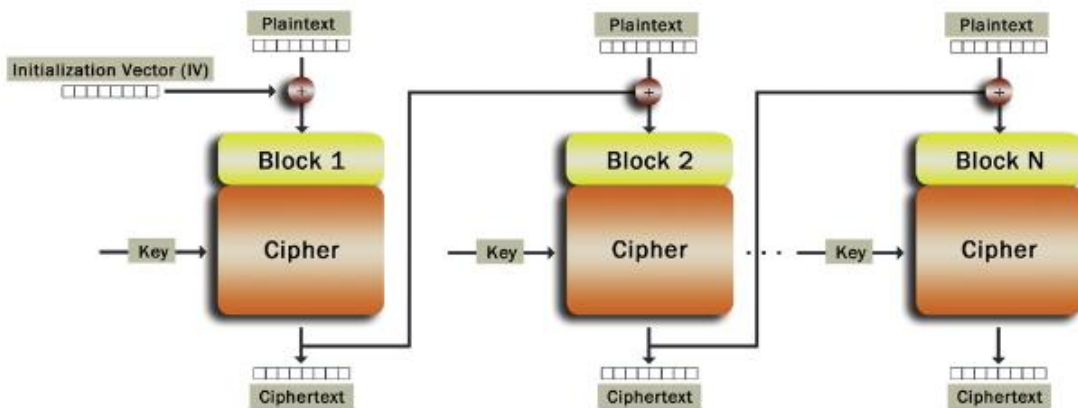 Plaintext
Plaintext
Plaintext
Initialization Vector (IV)
+
+
+
Block 1
Block 2
Block N
Key
Cipher
Key
Cipher
. . . .
Key
Cipher
Ciphertext
Ciphertext
Ciphertext